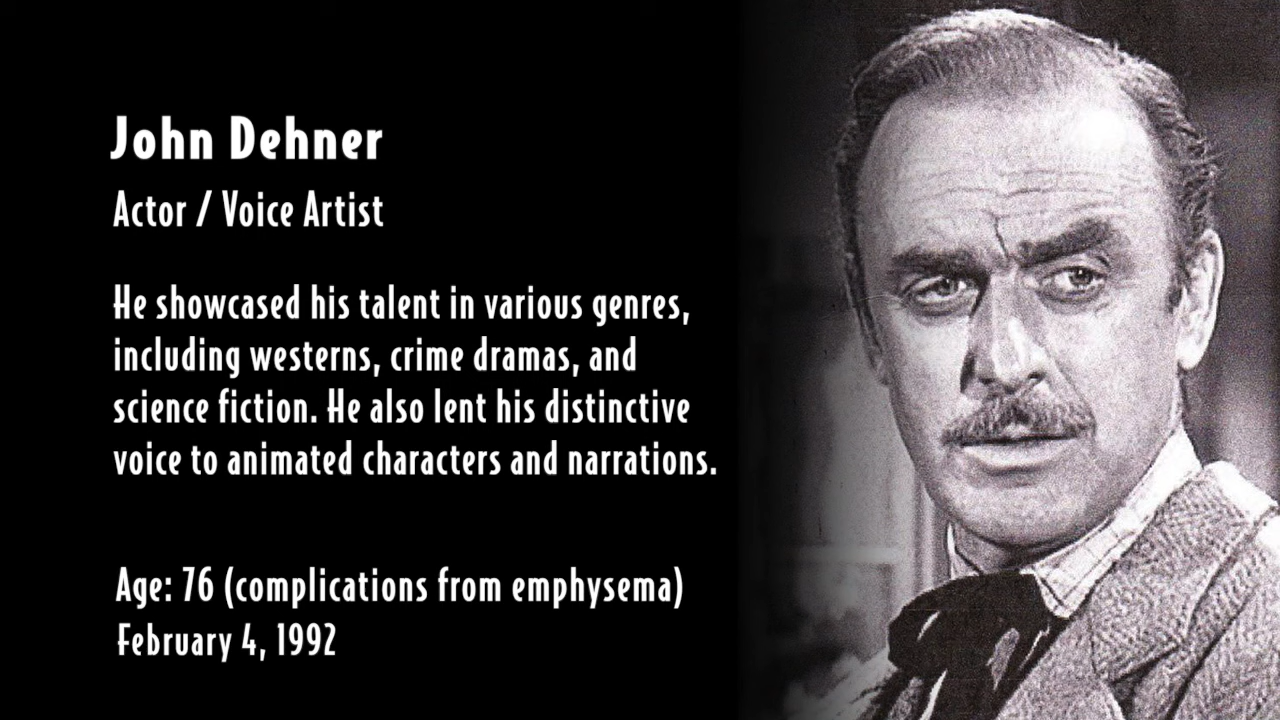 John Dehner
Actor / Voice Artist
He showcased his talent in various genres,
including westerns, crime dramas, and
science fiction. He also lent his distinctive
voice to animated characters and narrations.
Age: 76 (complications from emphysema)
February 4, 1992